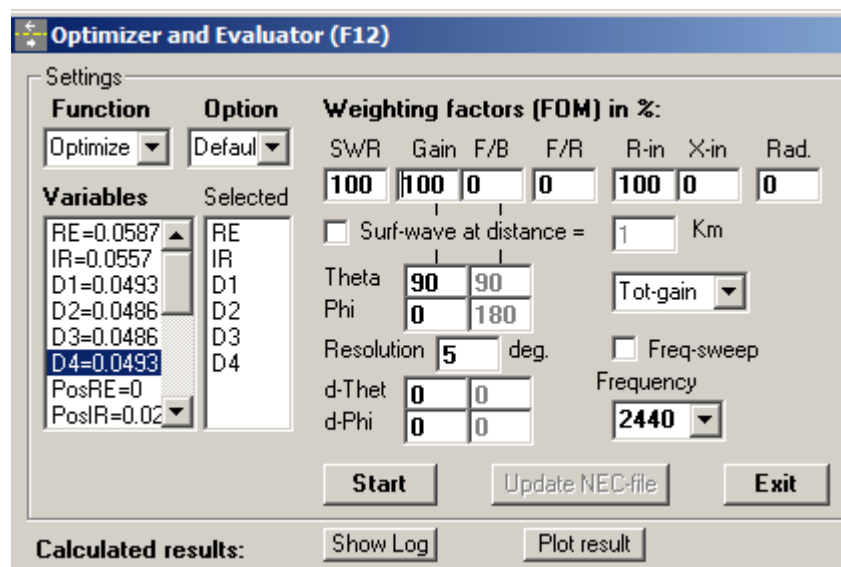 Optimizer and Evaluator (F12)
Settings
Function Option Weighting factors (FOM) in %:
Optimize Defaul SWR Gain F/B F/R R-in X-in Rad.
100 100 0 0 100 0 0
Variables Selected
RE=0.0587 RE Surf-wave at distance = 1 Km
IR=0.0557 IR
D1=0.0493 D1 Theta 90 90 Tot-gain
D2=0.0486 D2 Phi 0 180
D3=0.0486 D3 Resolution 5 deg. Freq-sweep
D4=0.0493 D4
PosRE=0 d-Thet 0 0 Frequency
PosIR=0.02 d-Phi 0 0 2440
Start Update NEC-file Exit
Calculated results: Show Log Plot result